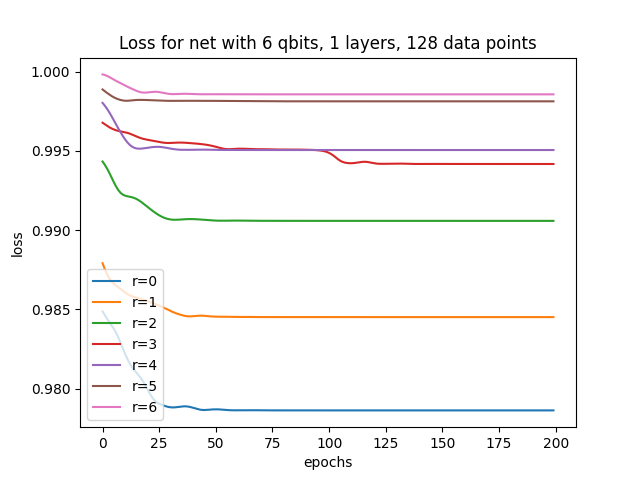 Loss for net with 6 qbits, 1 layers, 128 data points
1.000
0.995
0.990
0.985
0.980
loss
r=0
r=1
r=2
r=3
r=4
r=5
r=6
0 25 50 75 100 125 150 175 200
epochs